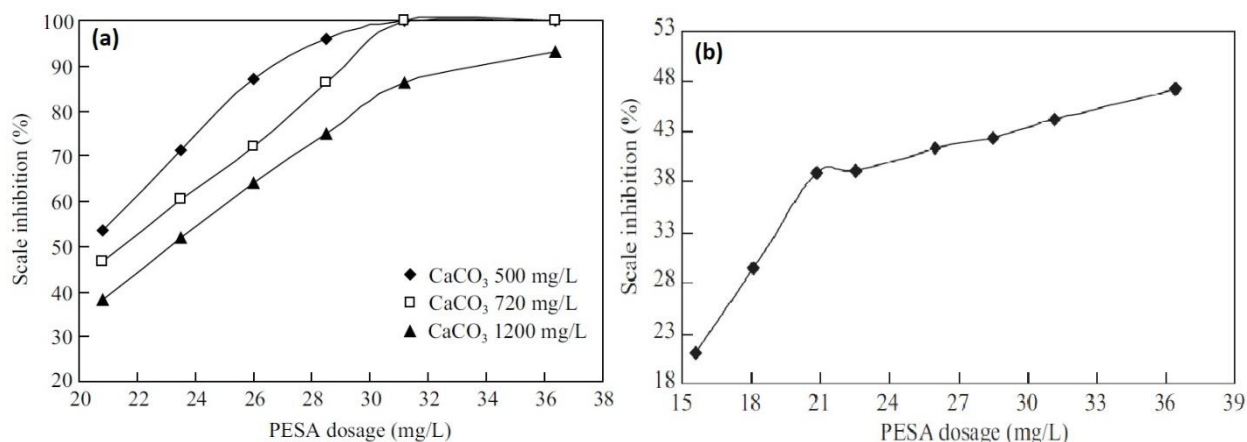 (a)
Scale inhibition (%)
100
90
80
70
60
50
40
30
20
20 22 24 26 28 30 32 34 36 38
PESA dosage (mg/L)
CaCO₃ 500 mg/L
CaCO₃ 720 mg/L
CaCO₃ 1200 mg/L
(b)
Scale inhibition (%)
53
48
43
38
33
28
23
18
15 18 21 24 27 30 33 36 39
PESA dosage (mg/L)